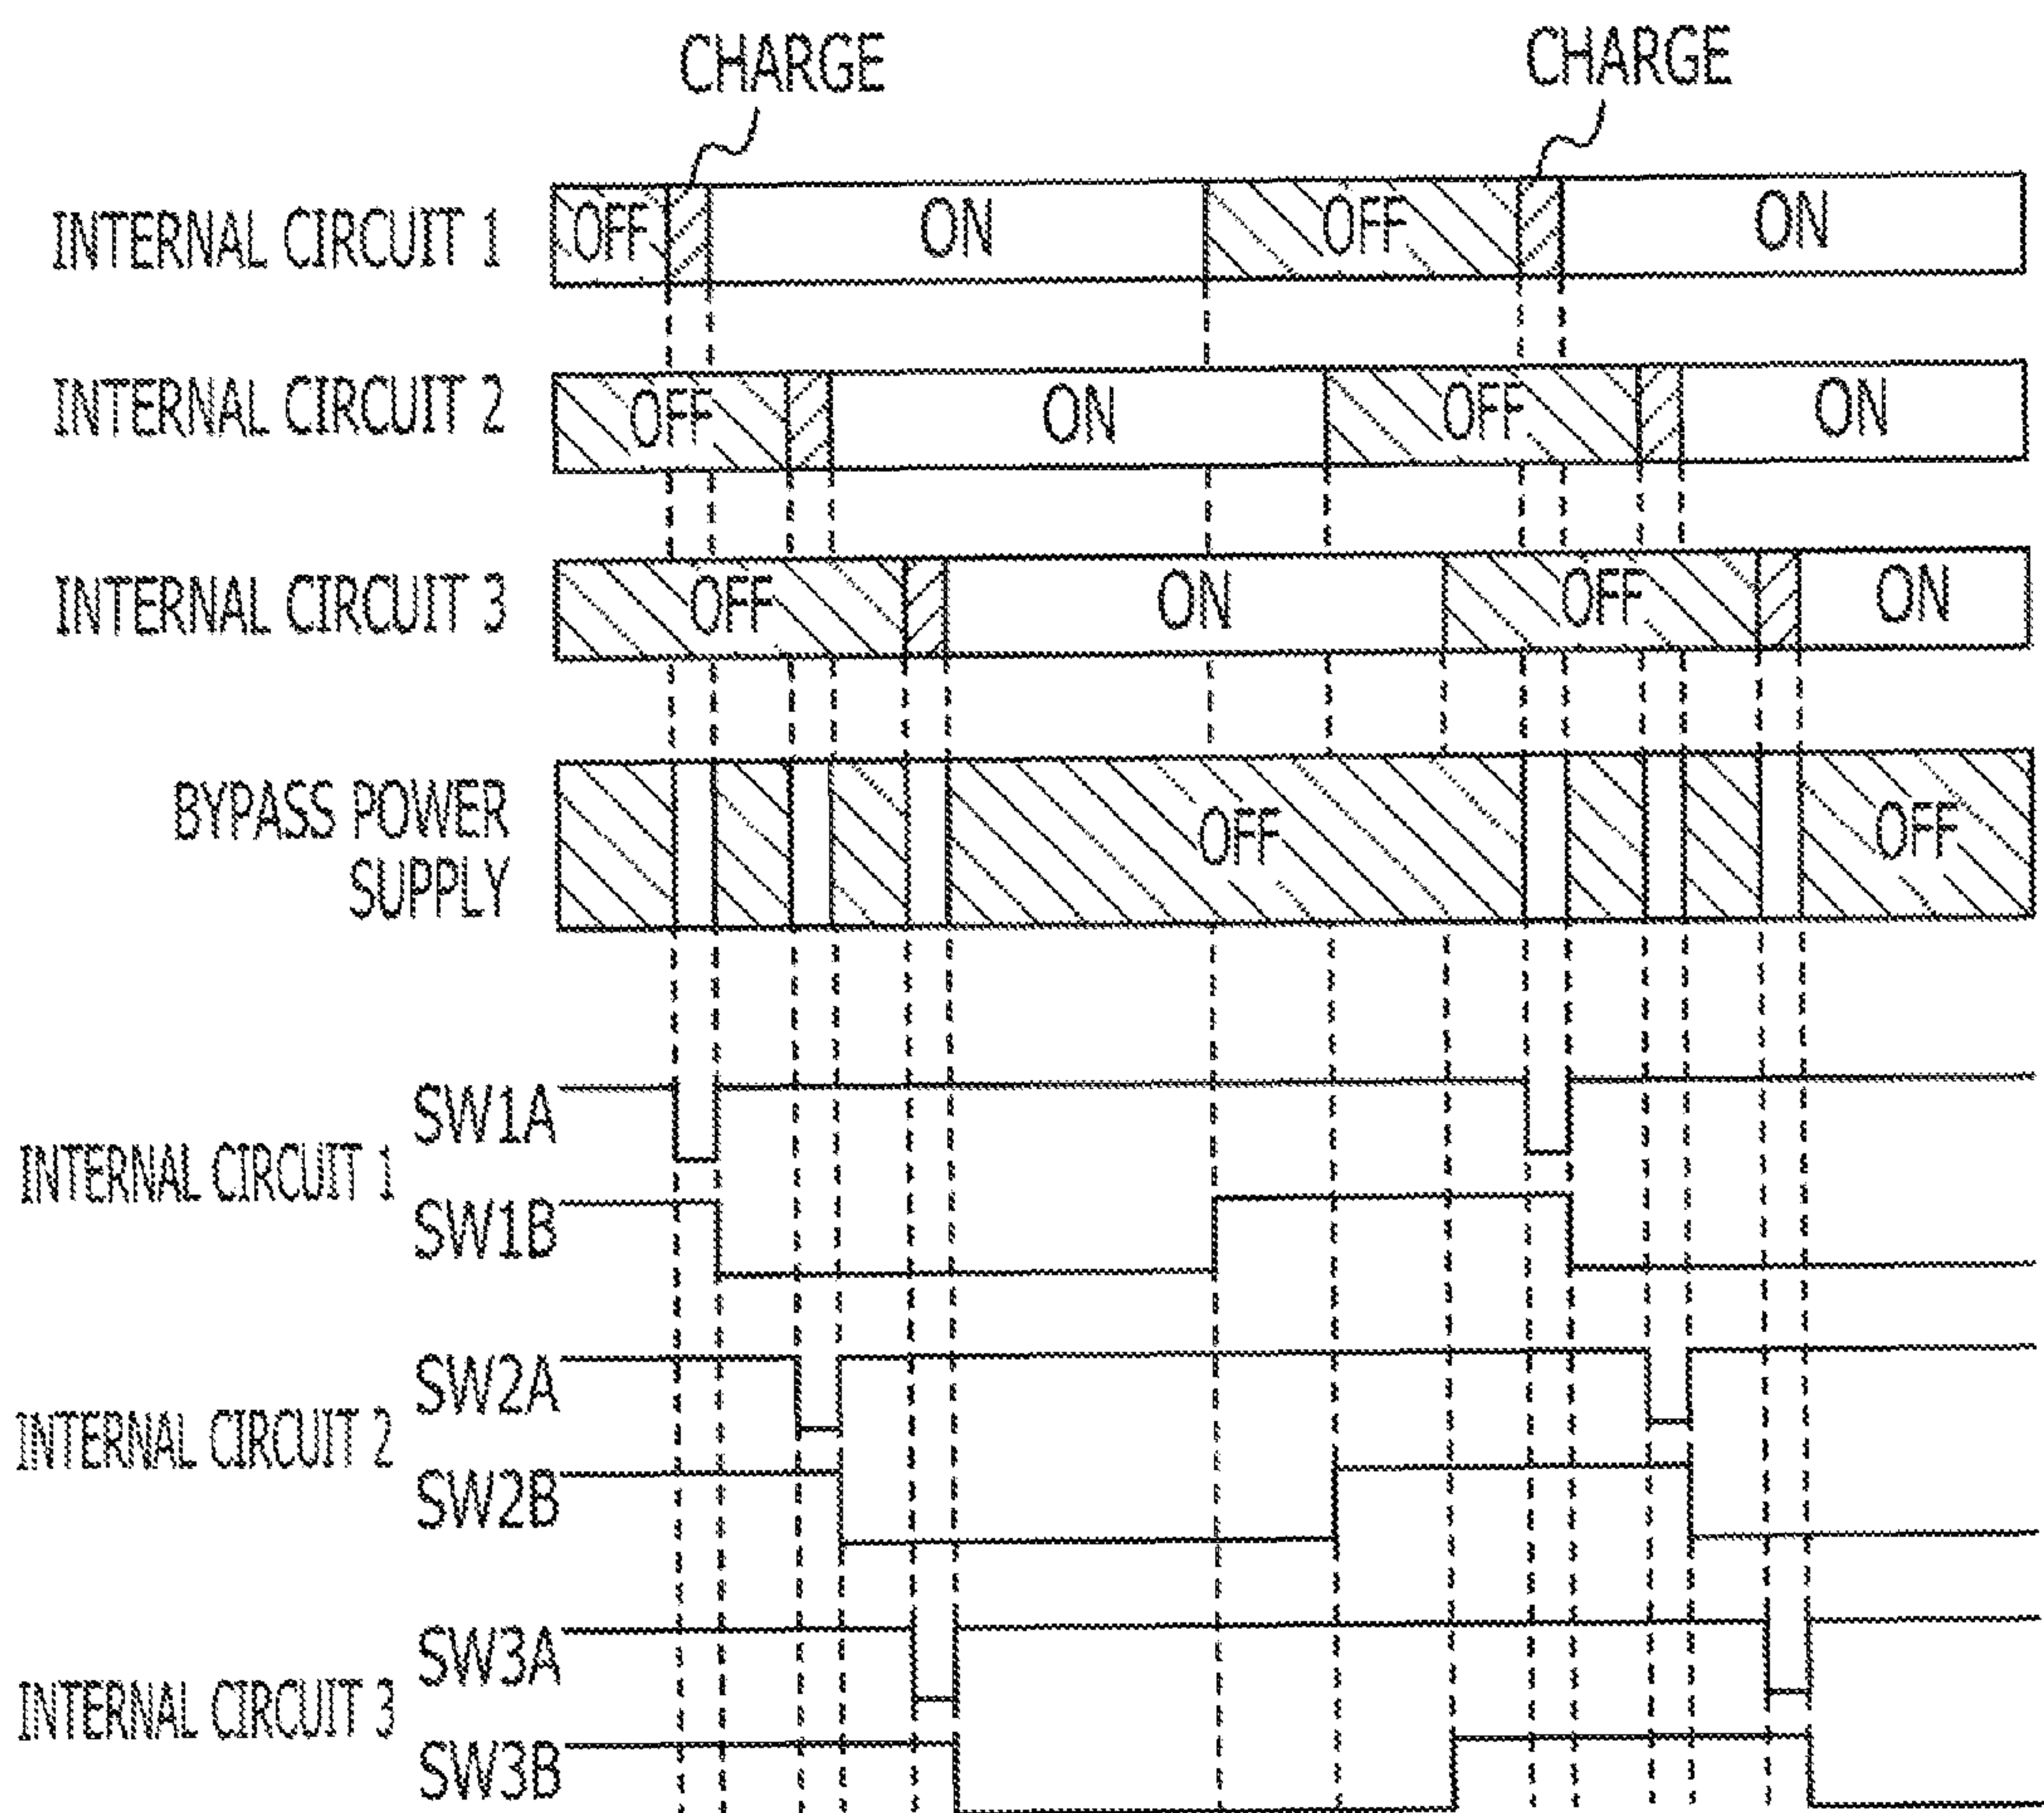 CHARGE CHARGE
INTERNAL CIRCUIT 1 OFF ON OFF ON
INTERNAL CIRCUIT 2 OFF ON OFF ON
INTERNAL CIRCUIT 3 OFF ON OFF ON
BYPASS POWER
SUPPLY
OFF OFF
INTERNAL CIRCUIT 1
SW1A
SW1B
INTERNAL CIRCUIT 2
SW2A
SW2B
INTERNAL CIRCUIT 3
SW3A
SW3B